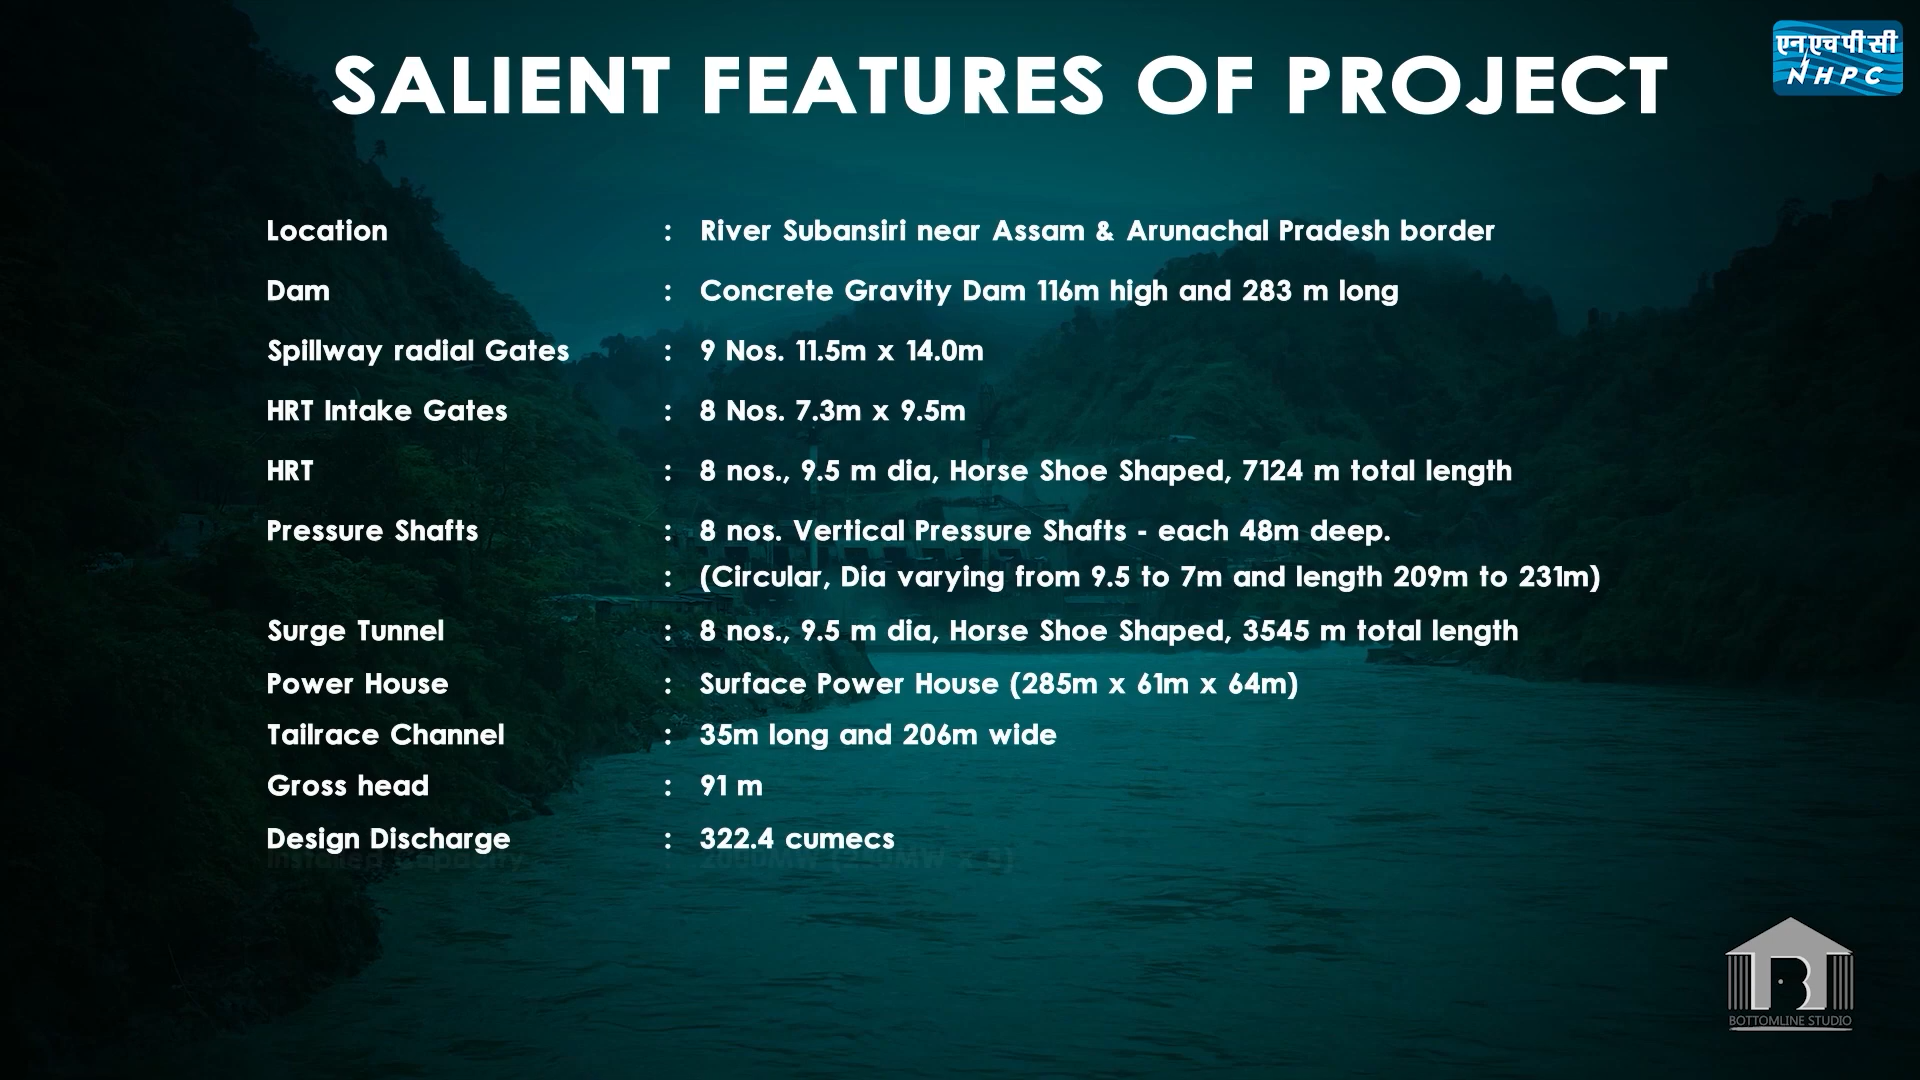 एन एच पी सी
NHPC
SALIENT FEATURES OF PROJECT
Location : River Subansiri near Assam & Arunachal Pradesh border
Dam : Concrete Gravity Dam 116m high and 283 m long
Spillway radial Gates : 9 Nos. 11.5m x 14.0m
HRT Intake Gates : 8 Nos. 7.3m x 9.5m
HRT : 8 nos., 9.5 m dia, Horse Shoe Shaped, 7124 m total length
Pressure Shafts : 8 nos. Vertical Pressure Shafts - each 48m deep.
: (Circular, Dia varying from 9.5 to 7m and length 209m to 231m)
Surge Tunnel : 8 nos., 9.5 m dia, Horse Shoe Shaped, 3545 m total length
Power House : Surface Power House (285m x 61m x 64m)
Tailrace Channel : 35m long and 206m wide
Gross head : 91 m
Design Discharge : 322.4 cumecs
BOTTOMLINE STUDIO